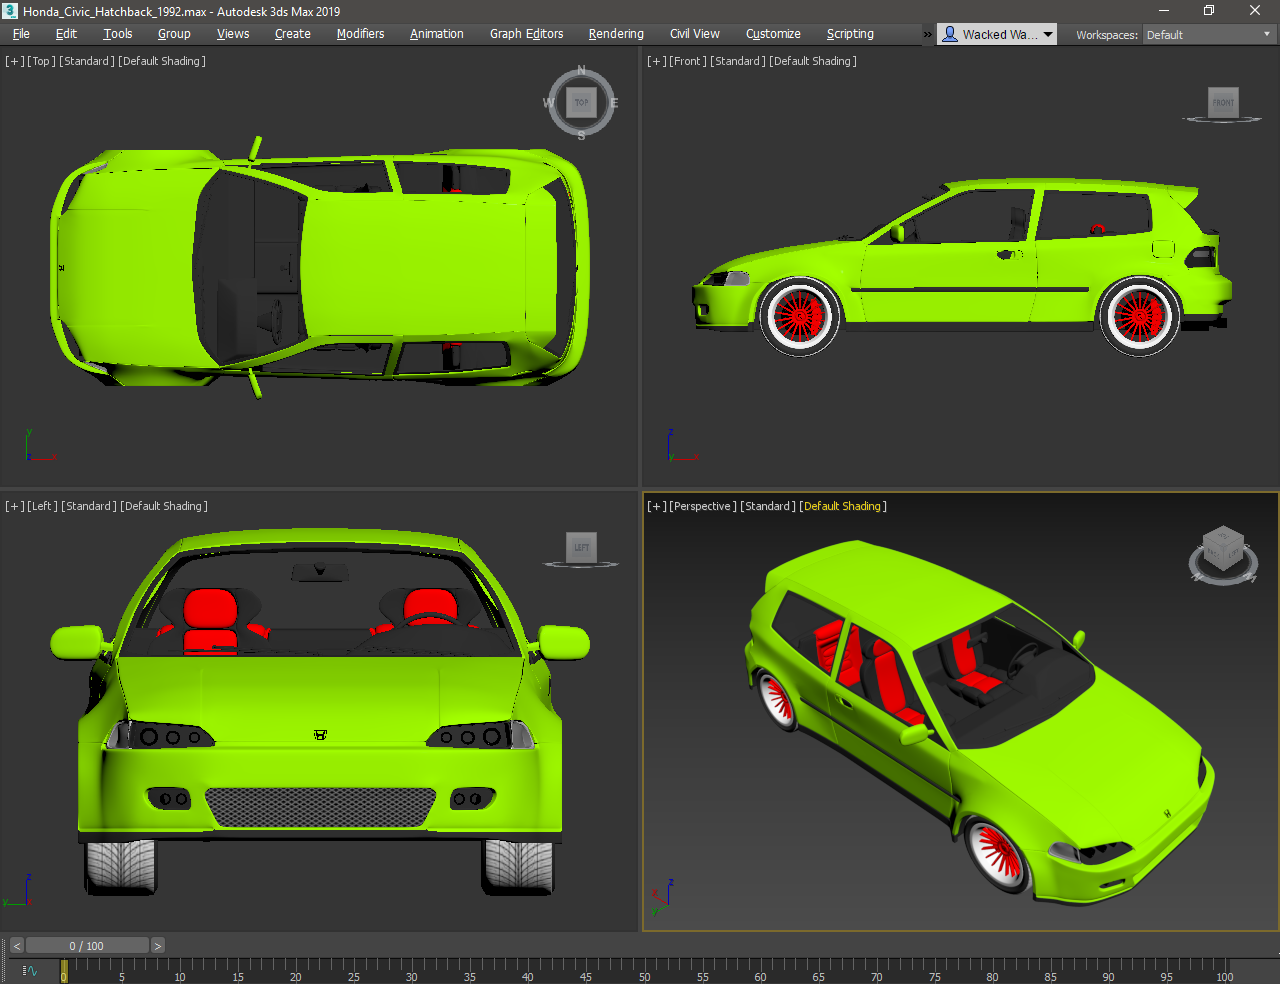 Honda_Civic_Hatchback_1992.max - Autodesk 3ds Max 2019
File Edit Tools Group Views Create Modifiers Animation Graph Editors Rendering Civil View Customize Scripting » Wacked Wa... Workspaces: Default
[+] [Top] [Standard] [Default Shading]
N
W TOP E
S
y
z x
[+] [Front] [Standard] [Default Shading]
FRONT
z
y x
[+] [Left] [Standard] [Default Shading]
LEFT
z
y x
[+] [Perspective] [Standard] [Default Shading]
z
x
y
< 0 / 100 >
0 5 10 15 20 25 30 35 40 45 50 55 60 65 70 75 80 85 90 95 100